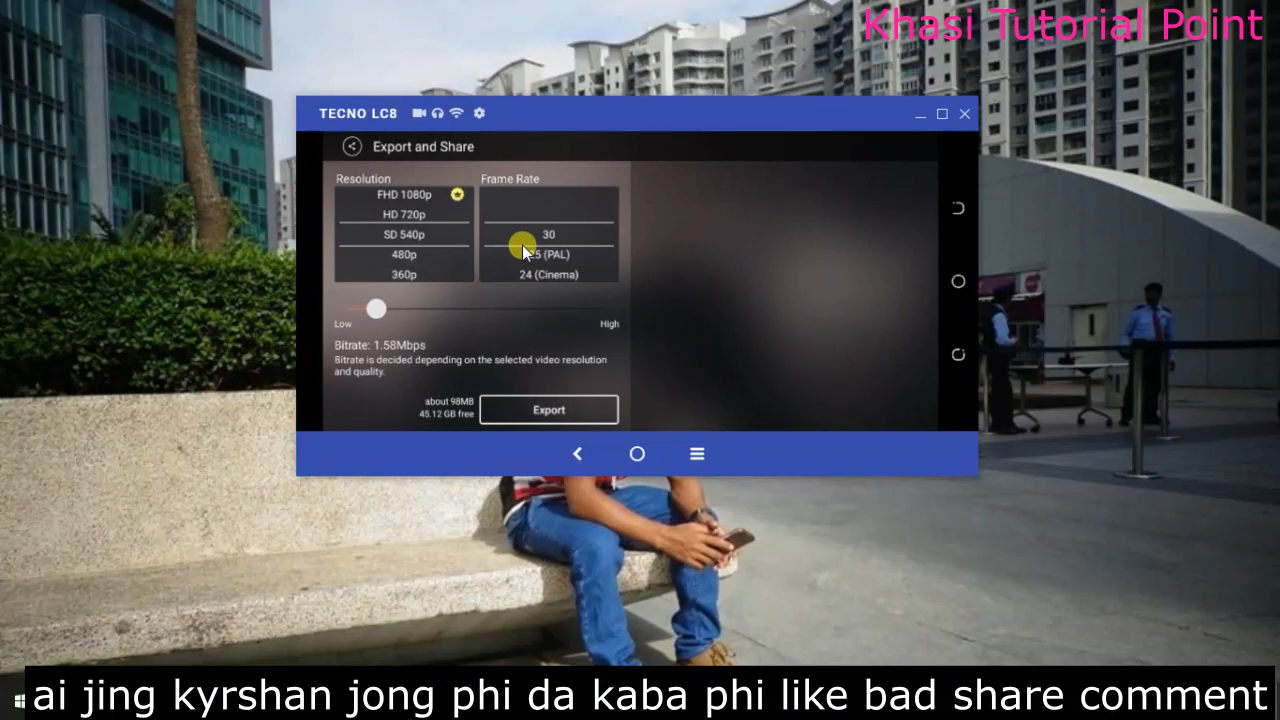 Khasi Tutorial Point
TECNO LC8
Export and Share
Resolution
Frame Rate
FHD 1080p
HD 720p
SD 540p
480p
360p
30
25 (PAL)
24 (Cinema)
Low
High
Bitrate: 1.58Mbps
Bitrate is decided depending on the selected video resolution
and quality.
about 98MB
45.12 GB free
Export
ai jing kyrshan jong phi da kaba phi like bad share comment